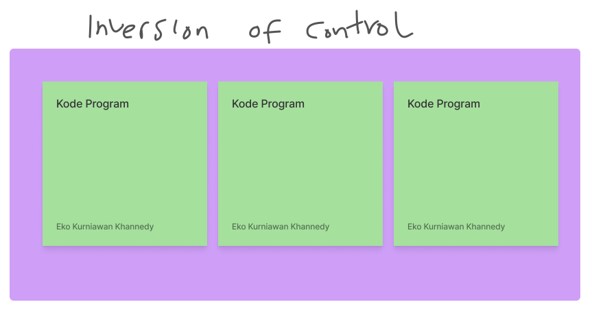 Inversion of control
Kode Program
Kode Program
Kode Program
Eko Kurniawan Khannedy
Eko Kurniawan Khannedy
Eko Kurniawan Khannedy